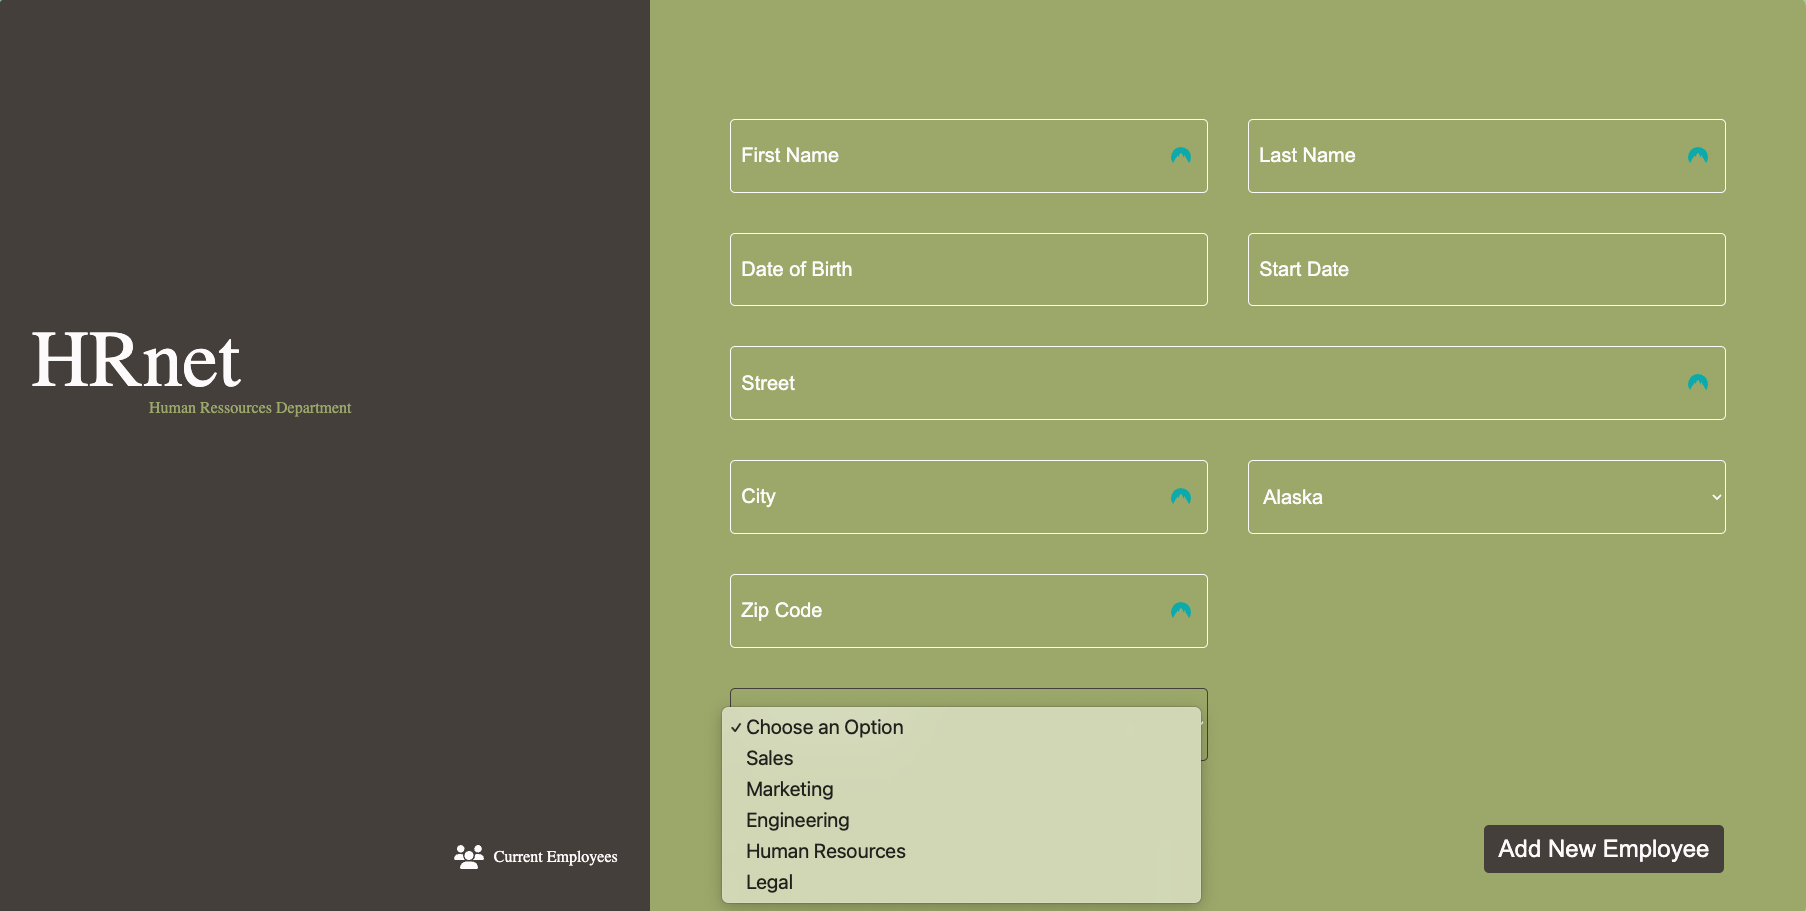 HRnet
Human Ressources Department
Current Employees
First Name
Last Name
Date of Birth
Start Date
Street
City
Alaska
Zip Code
Choose an Option
Sales
Marketing
Engineering
Human Resources
Legal
Add New Employee